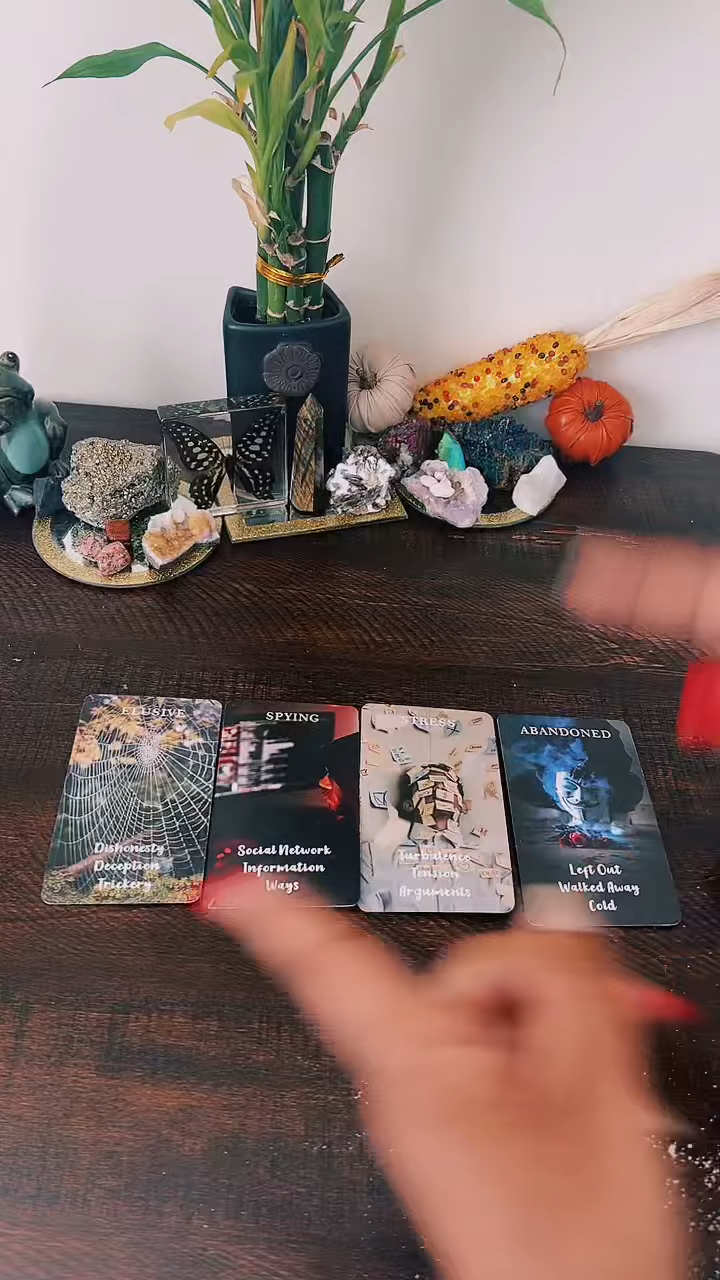 ELUSIVE
Dishonesty
Deception
Trickery
SPYING
Social Network
Information
Ways
STRESS
Turbulence
Tension
Arguments
ABANDONED
Left Out
Walked Away
Cold